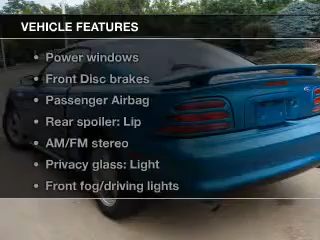 VEHICLE FEATURES
• Power windows
• Front Disc brakes
• Passenger Airbag
• Rear spoiler: Lip
• AM/FM stereo
• Privacy glass: Light
• Front fog/driving lights